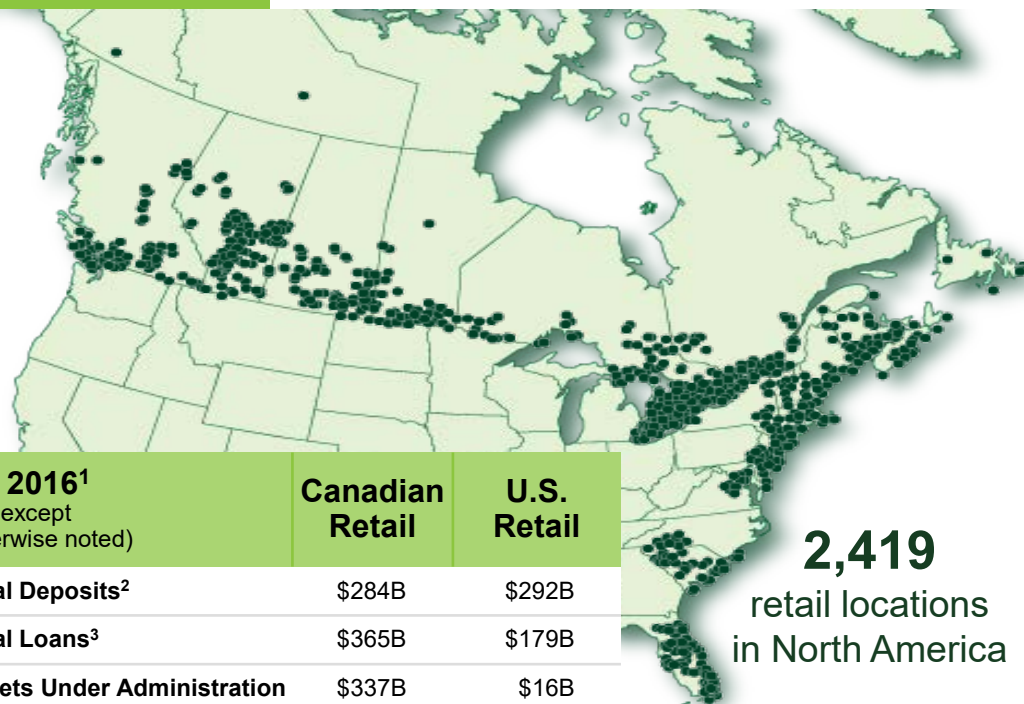 2016¹
except
erwise noted)
Canadian
Retail
U.S.
Retail
al Deposits² $284B $292B
al Loans³ $365B $179B
ets Under Administration $337B $16B
2,419
retail locations
in North America